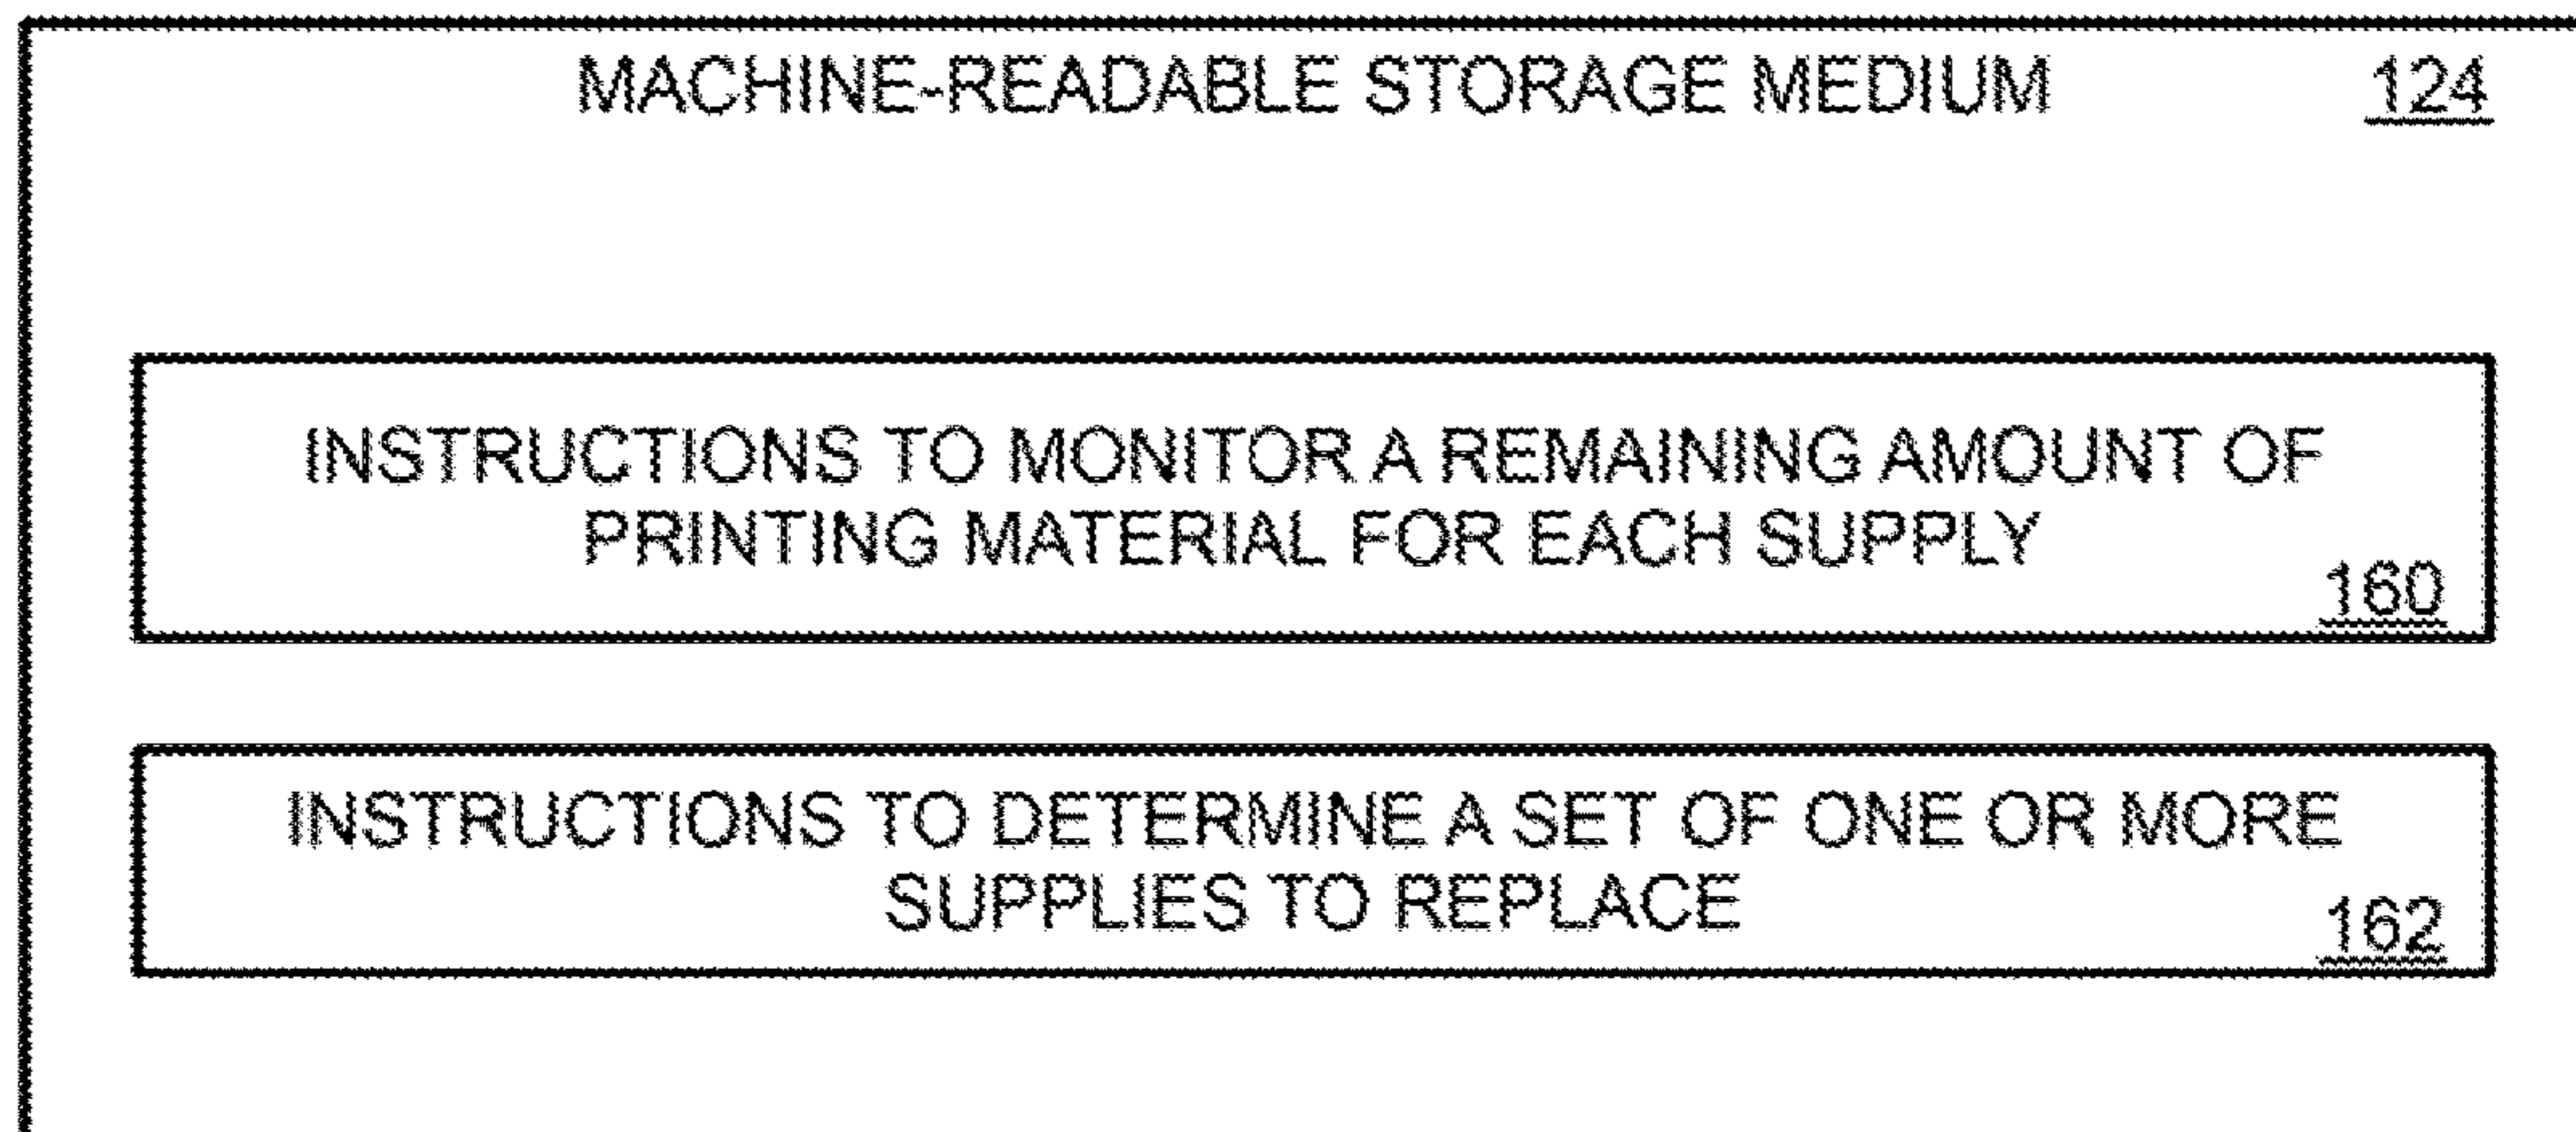 MACHINE-READABLE STORAGE MEDIUM 124
INSTRUCTIONS TO MONITOR A REMAINING AMOUNT OF
PRINTING MATERIAL FOR EACH SUPPLY
160
INSTRUCTIONS TO DETERMINE A SET OF ONE OR MORE
SUPPLIES TO REPLACE
162